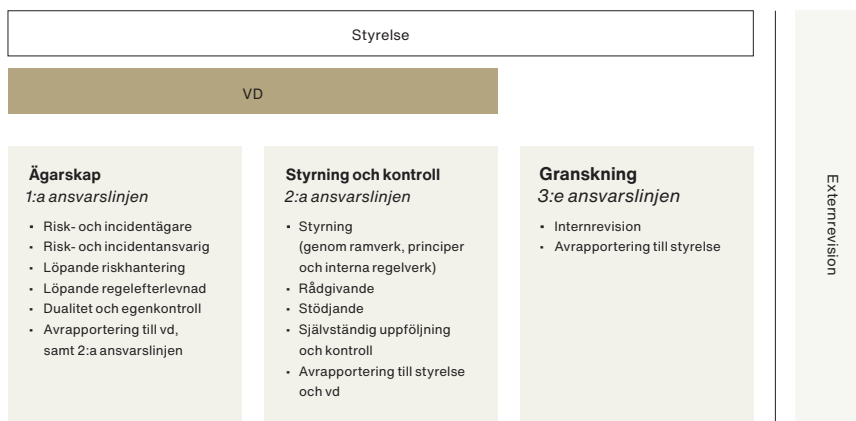 Styrelse
VD
Ägarskap
1:a ansvarslinjen
• Risk- och incidentägare
• Risk- och incidentansvarig
• Löpande riskhantering
• Löpande regelefterlevnad
• Dualitet och egenkontroll
• Avrapportering till vd,
samt 2:a ansvarslinjen
Styrning och kontroll
2:a ansvarslinjen
• Styrning
(genom ramverk, principer
och interna regelverk)
• Rådgivande
• Stödjande
• Självständig uppföljning
och kontroll
• Avrapportering till styrelse
och vd
Granskning
3:e ansvarslinjen
• Internrevision
• Avrapportering till styrelse
Externrevision